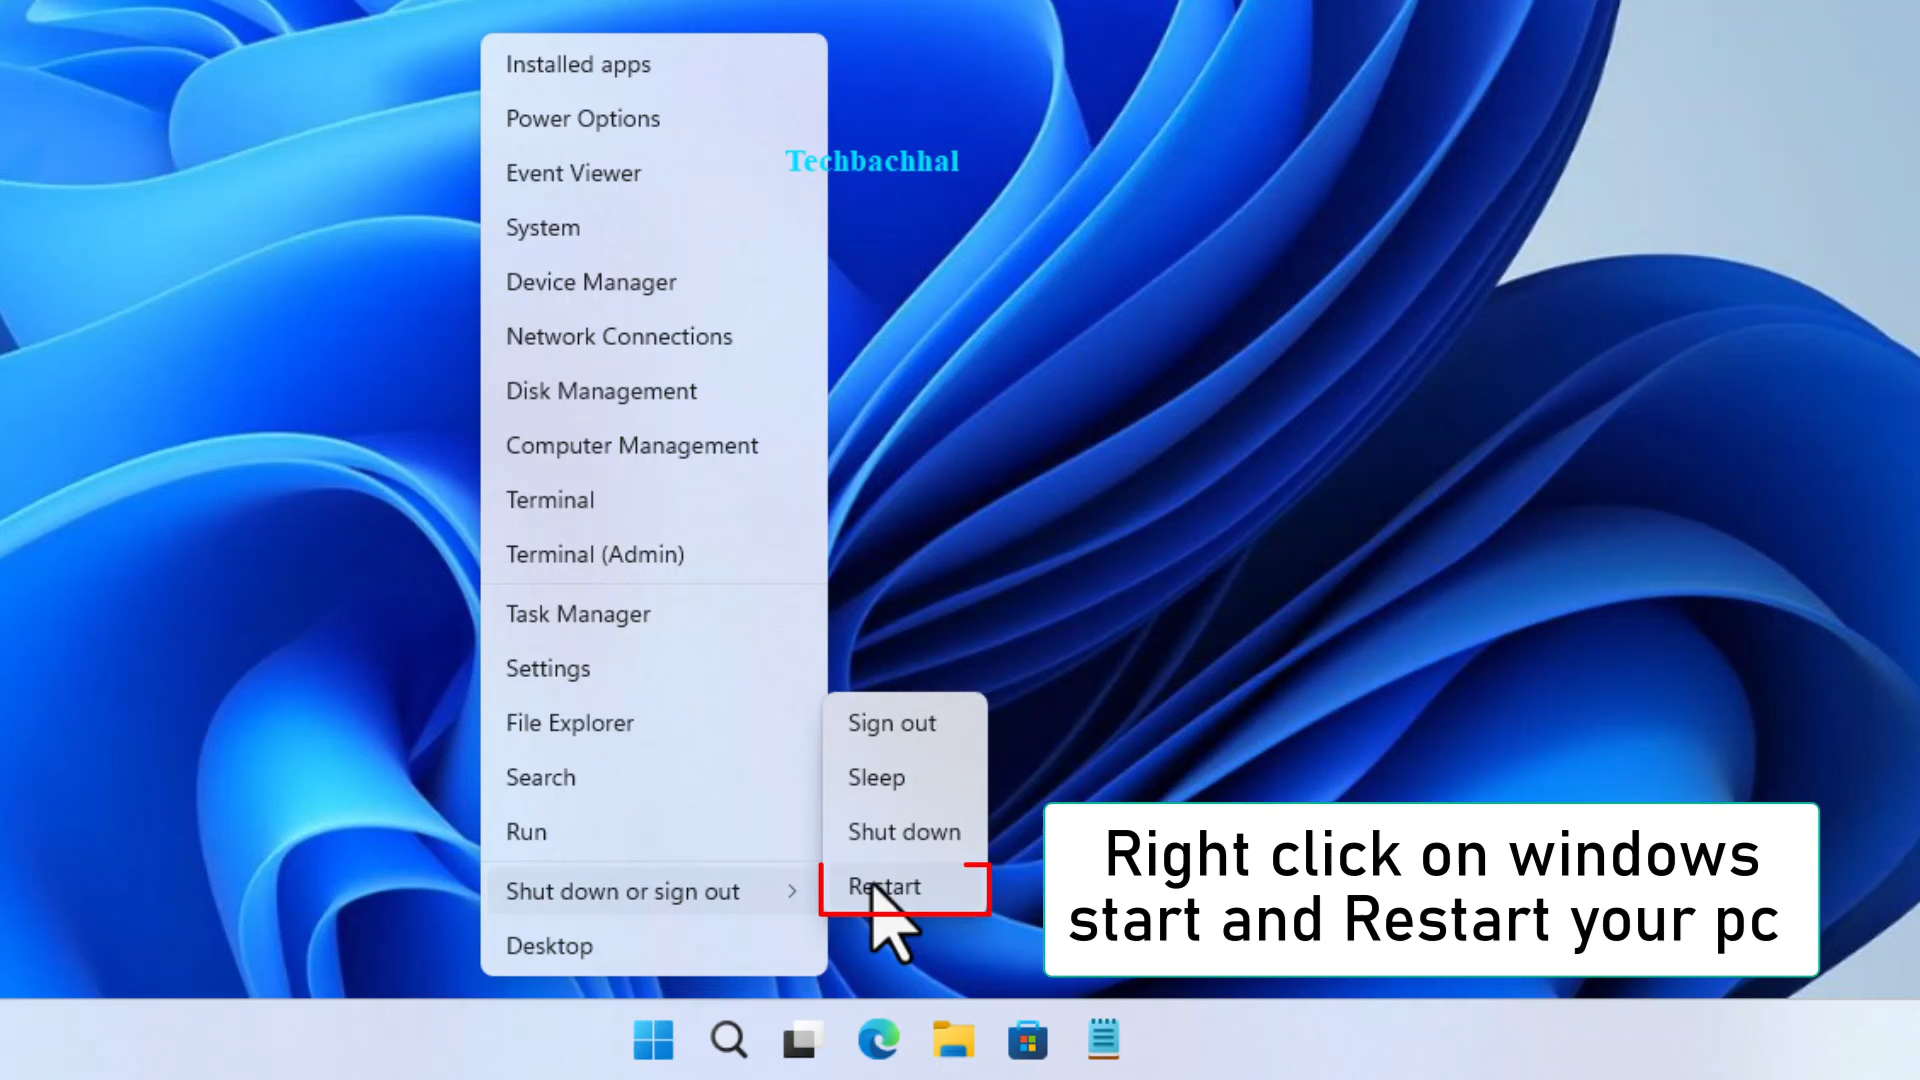 Installed apps
Power Options
Techbachhal
Event Viewer
System
Device Manager
Network Connections
Disk Management
Computer Management
Terminal
Terminal (Admin)
Task Manager
Settings
File Explorer
Search
Run
Shut down or sign out
Desktop
Sign out
Sleep
Shut down
Restart
Right click on windows
start and Restart your pc